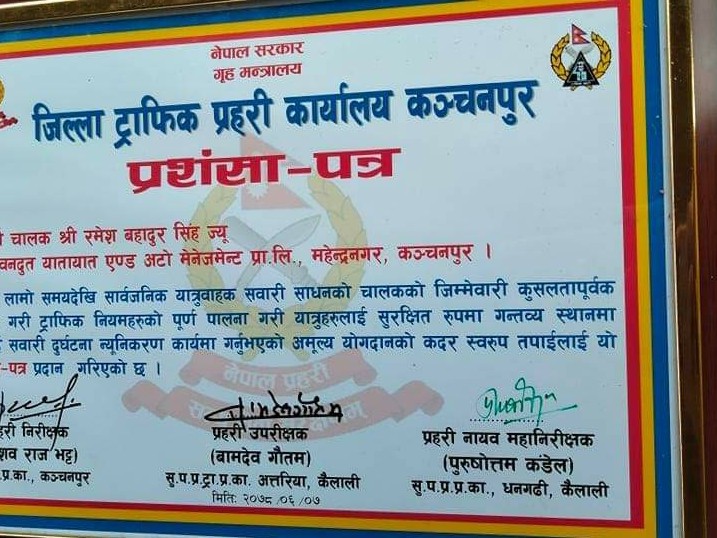 नेपाल सरकार
गृह मन्त्रालय
जिल्ला ट्राफिक प्रहरी कार्यालय कञ्चनपुर
प्रशंसा-पत्र
चालक श्री रमेश बहादुर सिंह ज्यू
वनदुत यातायात एण्ड अटो मेनेजमेन्ट प्रा.लि., महेन्द्रनगर, कञ्चनपुर ।
लामो समयदेखि सार्वजनिक यात्रुवाहक सवारी साधनको चालकको जिम्मेवारी कुसलतापूर्वक
गरी ट्राफिक नियमहरुको पूर्ण पालना गरी यात्रुहरुलाई सुरक्षित रुपमा गन्तव्य स्थानमा
सवारी दुर्घटना न्यूनिकरण कार्यमा गर्नुभएको अमूल्य योगदानको कदर स्वरुप तपाईलाई यो
-पत्र प्रदान गरिएको छ ।
नेपाल प्रहरी
हरी निरीक्षक
शव राज भट्ट)
प्र.का., कञ्चनपुर
प्रहरी उपरीक्षक
(बामदेव गौतम)
सु.प.प्र.ट्रा.प्र.का. अत्तरिया, कैलाली
मिति: २०७८/०६/०७
प्रहरी नायव महानिरीक्षक
(पुरुषोत्तम कंडेल)
सु.प.प्र.प्र.का., धनगढी, कैलाली